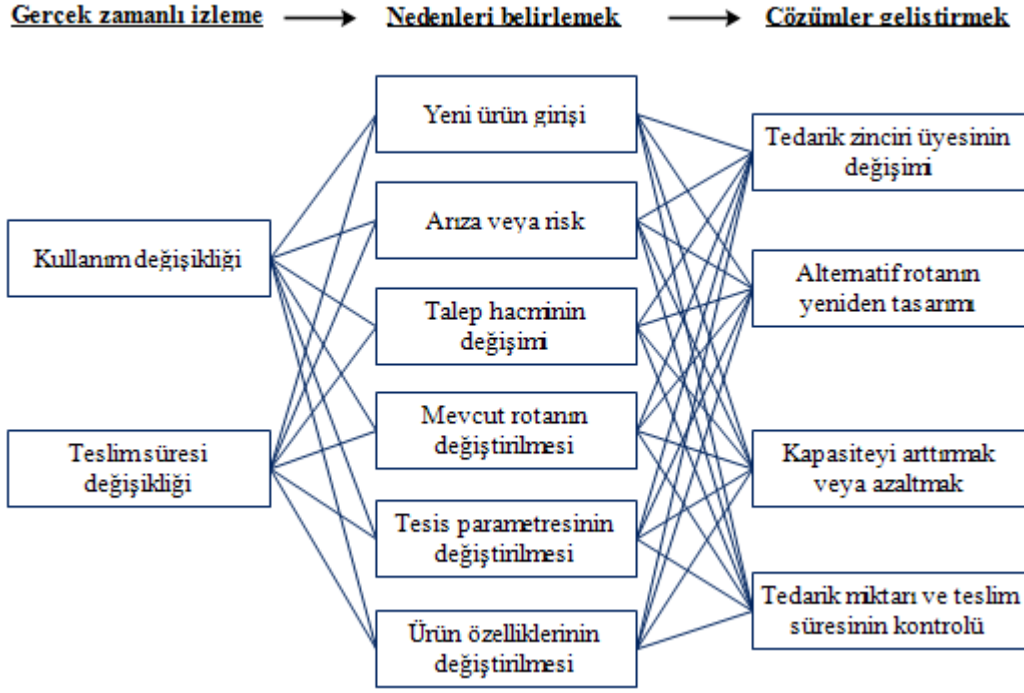 Gerçek zamanlı izleme
Nedenleri belirlemek
Cözümler gelistirmek
Yeni ürün girişi
Tedarik zinciri üyesinin
değişimi
Arıza veya risk
Kullanım değişikliği
Alternatif rotanın
yeniden tasarımı
Talep hacminin
değişimi
Mevcut rotanın
değiştirilmesi
Teslim süresi
değişikliği
Kapasiteyi arttırmak
veya azaltmak
Tesis parametresinin
değiştirilmesi
Tedarik miktarı ve teslim
süresinin kontrolü
Ürün özelliklerinin
değiştirilmesi